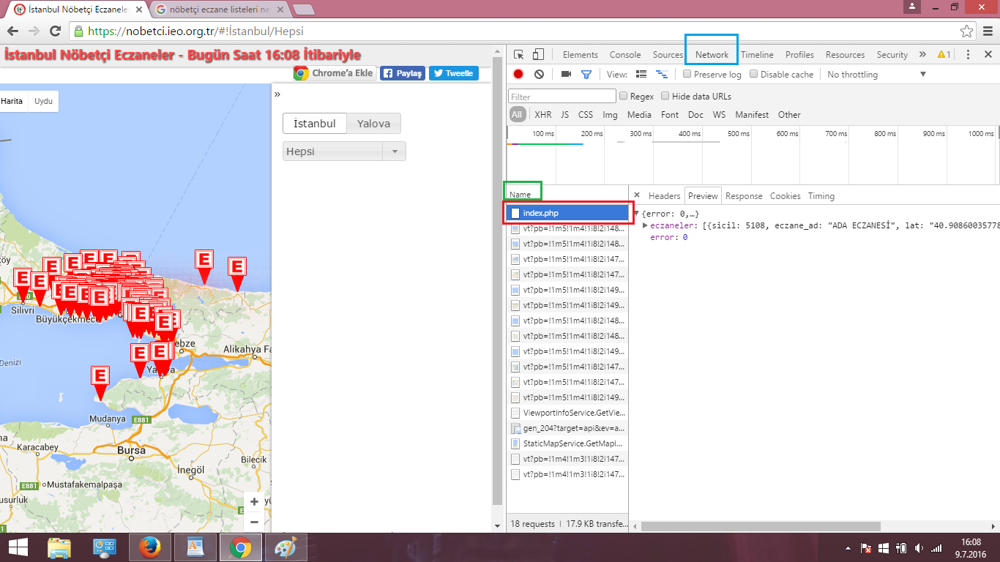 İstanbul Nöbetçi Eczanele
nöbetçi eczane listeleri ne
https://nobetci.ieo.org.tr/#!İstanbul/Hepsi
İstanbul Nöbetçi Eczaneler - Bugün Saat 16:08 İtibariyle
Chrome'a Ekle
Paylaş
Tweetle
Harita
Uydu
»
İstanbul
Yalova
Hepsi
Silivri
Büyükçekmec
ebze
Alikahya Fa
Denizi
Mudanya
E881
Karacabey
Bursa
Bilecik
İnegöl
E881
Mustafakemalpaşa
usurluk
+
−
Elements Console Sources Network Timeline Profiles Resources Security » 1
View: Preserve log Disable cache No throttling
Filter Regex Hide data URLs
All XHR JS CSS Img Media Font Doc WS Manifest Other
100 ms 200 ms 300 ms 400 ms 500 ms 600 ms 700 ms 800 ms 900 ms 1000 ms
Name
index.php
vt?pb=!1m5!1m4!1i8!2i148...
vt?pb=!1m5!1m4!1i8!2i148...
vt?pb=!1m5!1m4!1i8!2i147...
vt?pb=!1m5!1m4!1i8!2i147...
vt?pb=!1m5!1m4!1i8!2i149...
vt?pb=!1m5!1m4!1i8!2i149...
vt?pb=!1m5!1m4!1i8!2i148...
vt?pb=!1m5!1m4!1i8!2i148...
vt?pb=!1m5!1m4!1i8!2i149...
vt?pb=!1m5!1m4!1i8!2i147...
vt?pb=!1m5!1m4!1i8!2i147...
vt?pb=!1m5!1m4!1i8!2i149...
ViewportInfoService.GetVie...
gen_204?target=api&ev=a...
StaticMapService.GetMapI...
vt?pb=!1m4!1m3!1i8!2i147...
vt?pb=!1m4!1m3!1i8!2i147...
18 requests | 17.9 KB transfe...
× Headers Preview Response Cookies Timing
{error: 0,…}
eczaneler: [{sicil: 5108, eczane_ad: "ADA ECZANESİ", lat: "40.90860035778
error: 0
16:08
9.7.2016